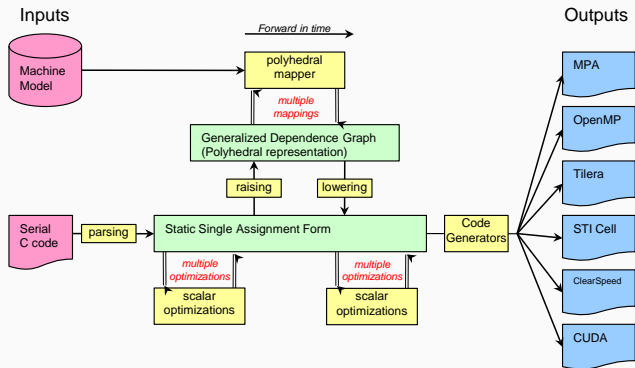 Inputs
Outputs
Forward in time
Machine
Model
polyhedral
mapper
MPA
multiple
mappings
OpenMP
Generalized Dependence Graph
(Polyhedral representation)
Tilera
raising
lowering
Serial
C code
parsing
Static Single Assignment Form
Code
Generators
STI Cell
multiple
optimizations
multiple
optimizations
ClearSpeed
scalar
optimizations
scalar
optimizations
CUDA